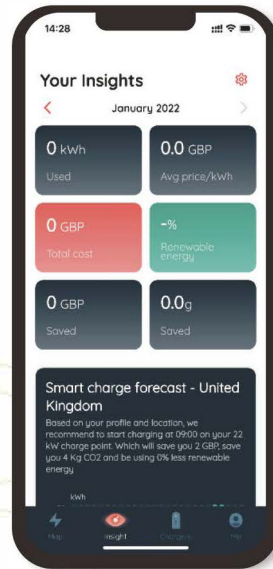 14:28
Your Insights
January 2022
0 kWh
Used
0.0 GBP
Avg price/kWh
0 GBP
Total cost
-%
Renewable
energy
0 GBP
Saved
0.0g
Saved
Smart charge forecast - United
Kingdom
Based on your profile and location, we
recommend to start charging at 09:00 on your 22
kW charge point. Which will save you 2 GBP, save
you 4 Kg CO2 and be using 0% less renewable
energy
kWh
Map
Insight
Chargers
Me